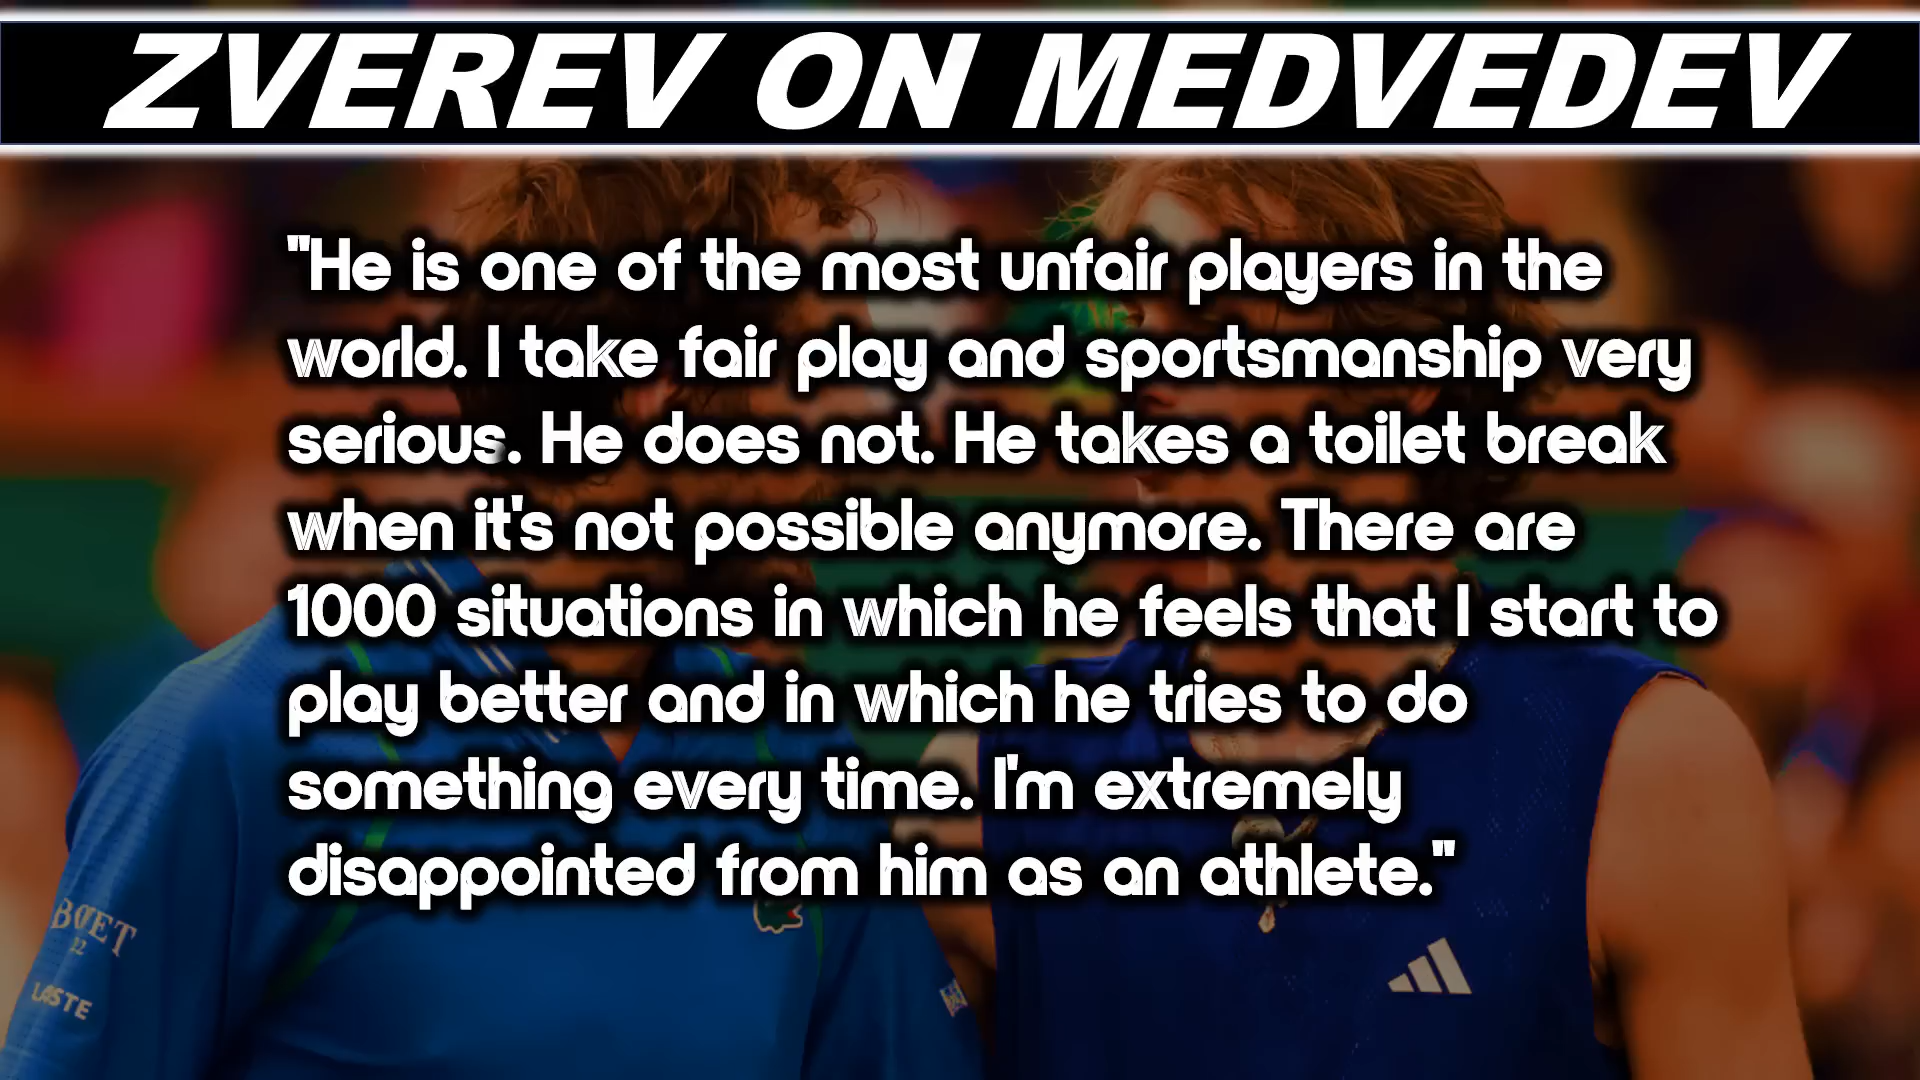 ZVEREV ON MEDVEDEV
"He is one of the most unfair players in the
world. I take fair play and sportsmanship very
serious. He does not. He takes a toilet break
when it's not possible anymore. There are
1000 situations in which he feels that I start to
play better and in which he tries to do
something every time. I'm extremely
disappointed from him as an athlete."